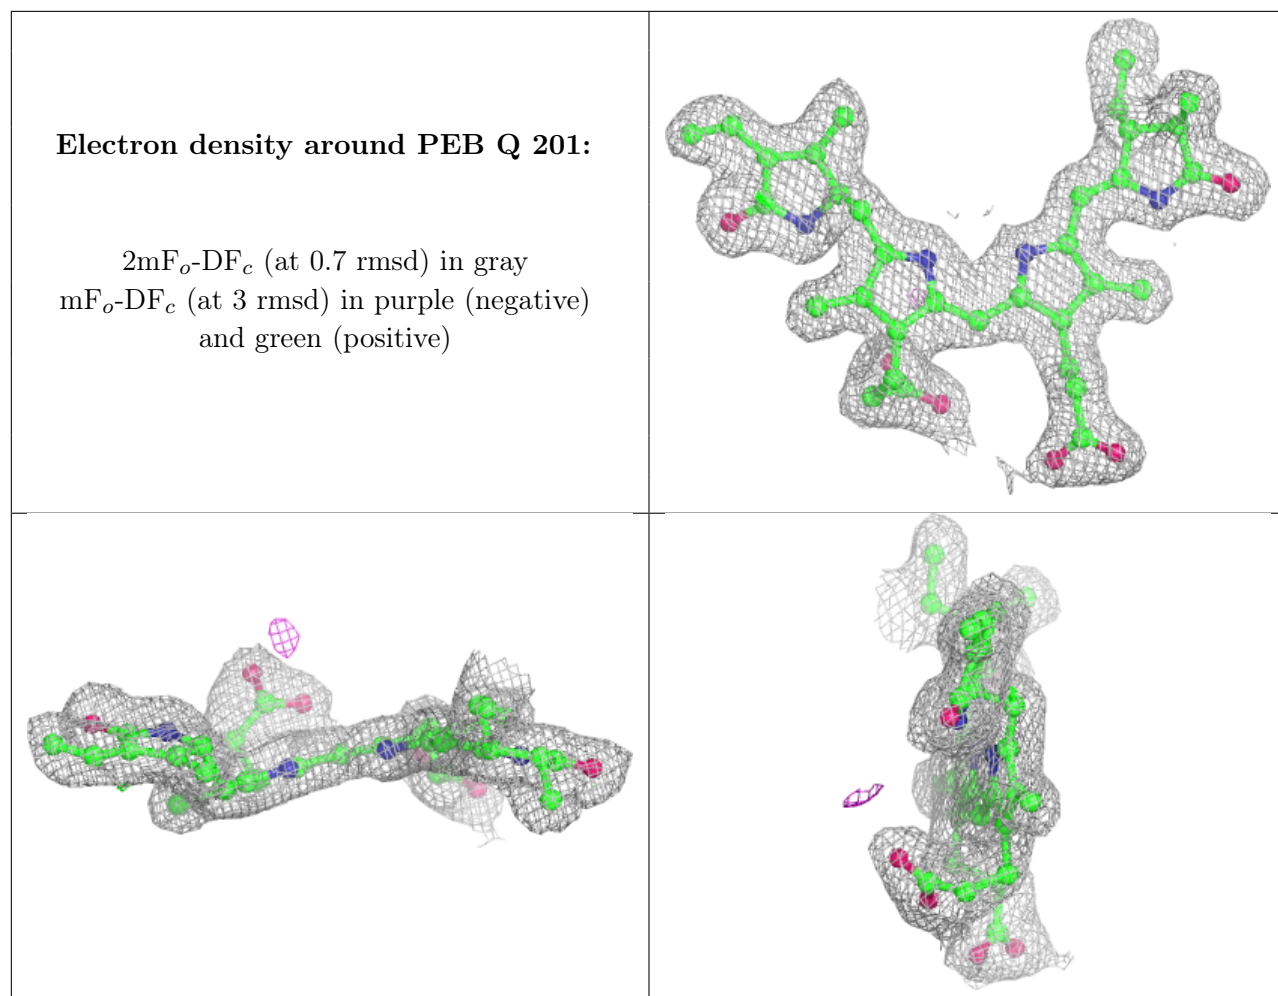 Electron density around PEB Q 201:
2mFₒ-DF𝑐 (at 0.7 rmsd) in gray
mFₒ-DF𝑐 (at 3 rmsd) in purple (negative)
and green (positive)